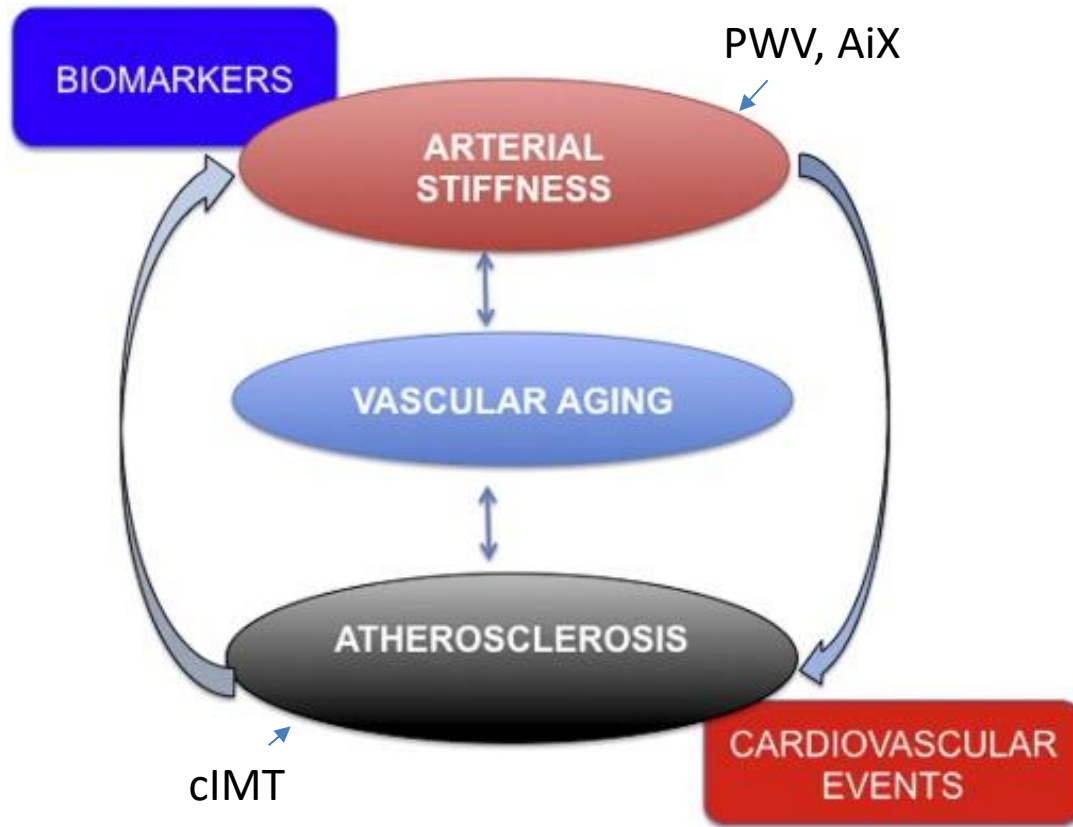 PWV, AiX
BIOMARKERS
ARTERIAL
STIFFNESS
VASCULAR AGING
ATHEROSCLEROSIS
cIMT
CARDIOVASCULAR
EVENTS